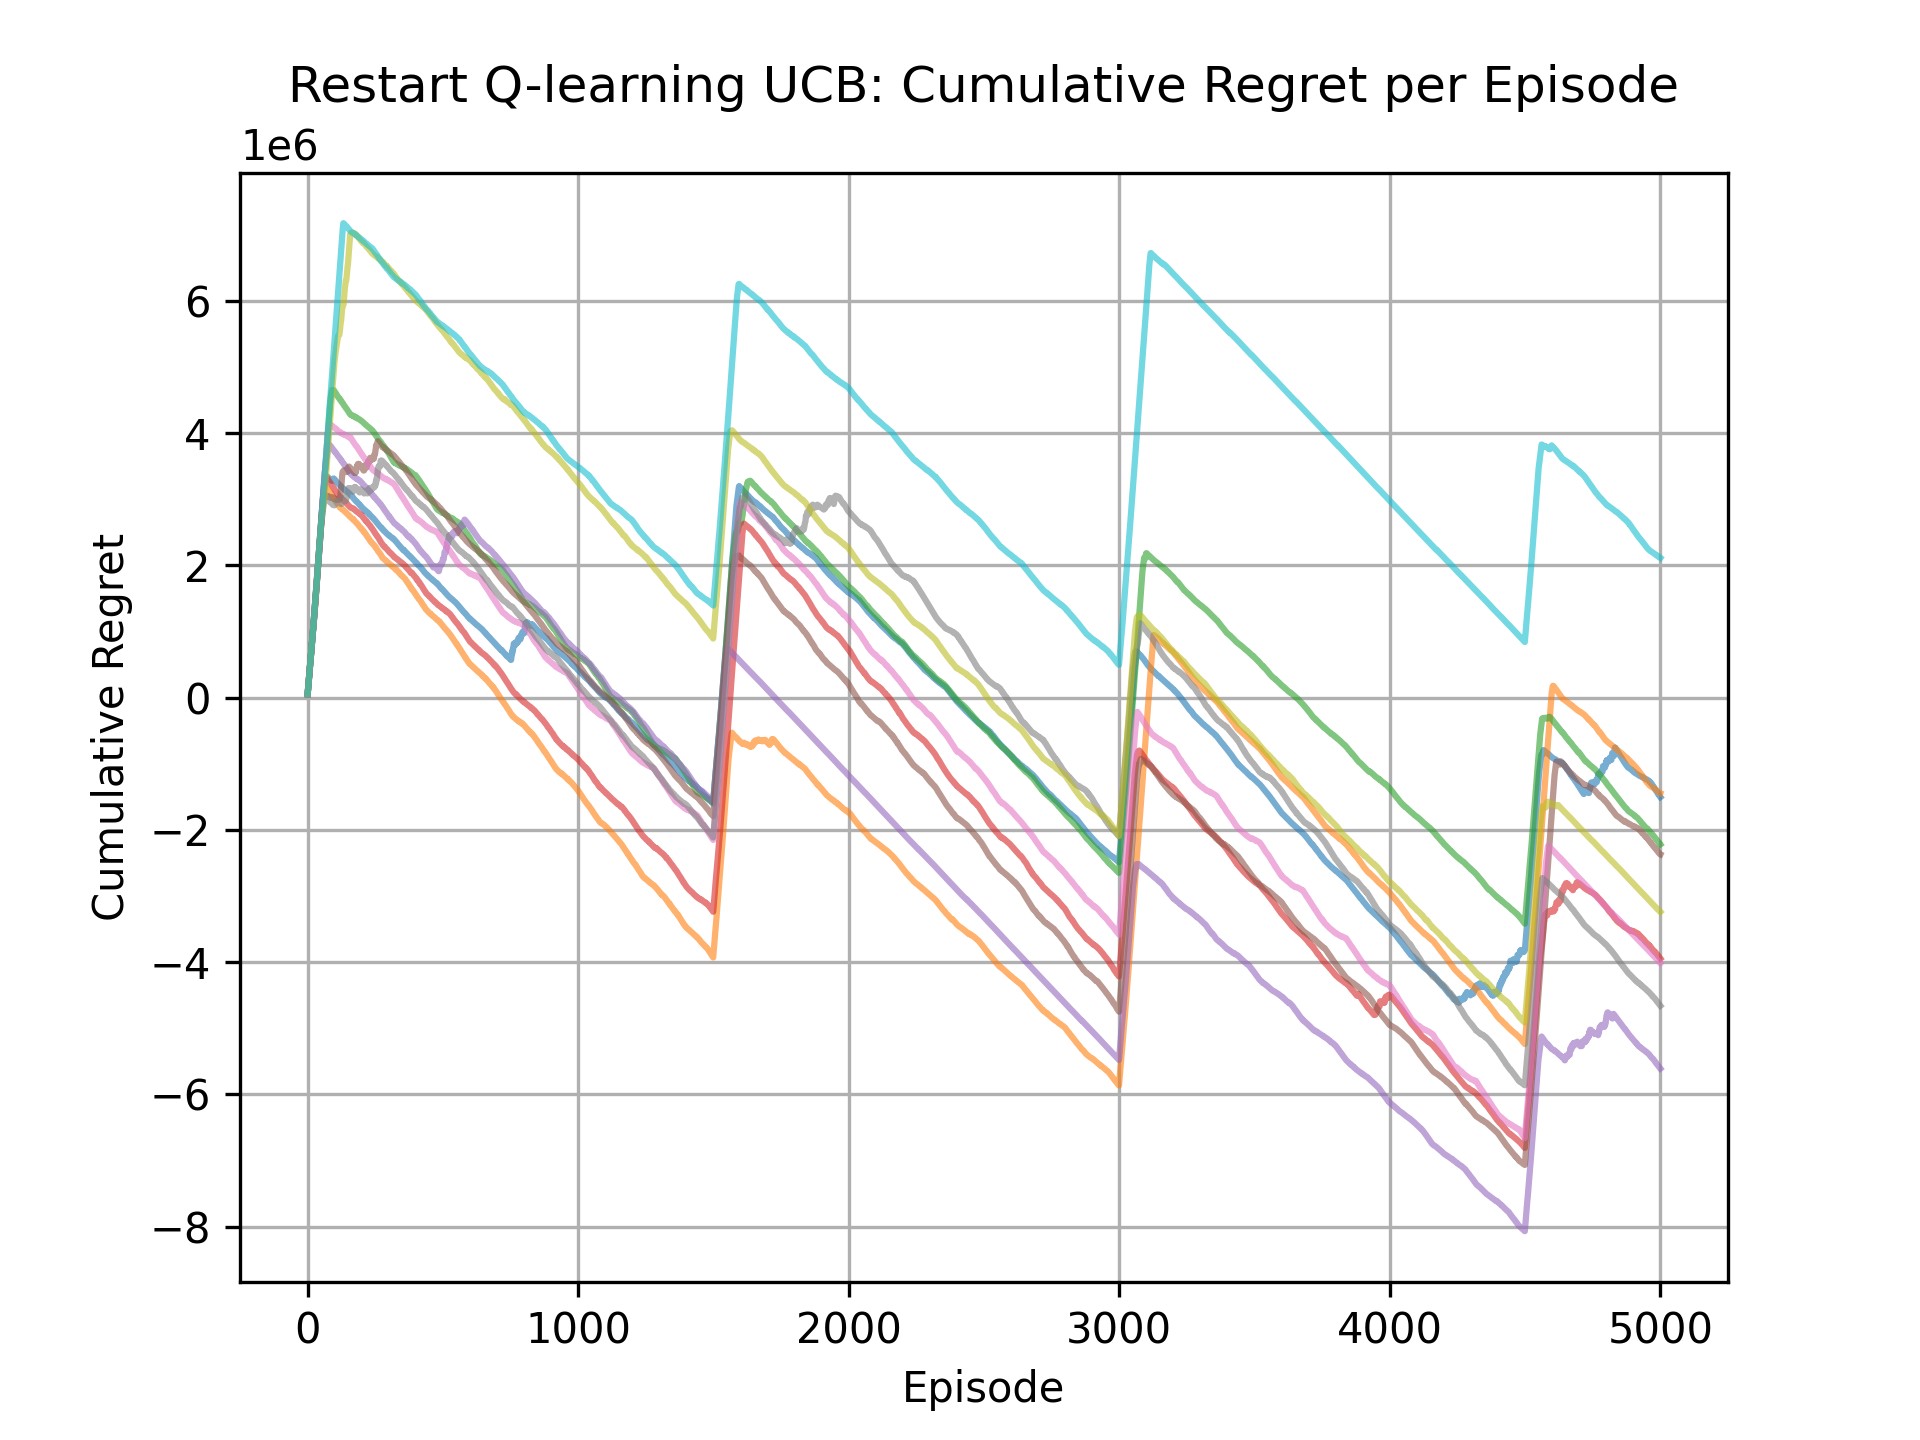 Restart Q-learning UCB: Cumulative Regret per Episode
1e6
6
4
2
0
−2
−4
−6
−8
Cumulative Regret
0 1000 2000 3000 4000 5000
Episode